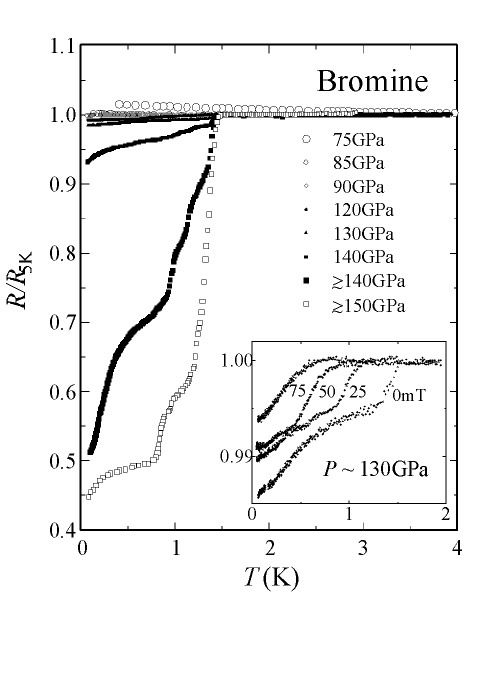 1.1
1.0
0.9
0.8
0.7
0.6
0.5
0.4
R/R5K
Bromine
75GPa
85GPa
90GPa
120GPa
130GPa
140GPa
≳140GPa
≳150GPa
1.00
0.99
75
50
25
0mT
P ~ 130GPa
0
1
2
0
1
2
3
4
T (K)